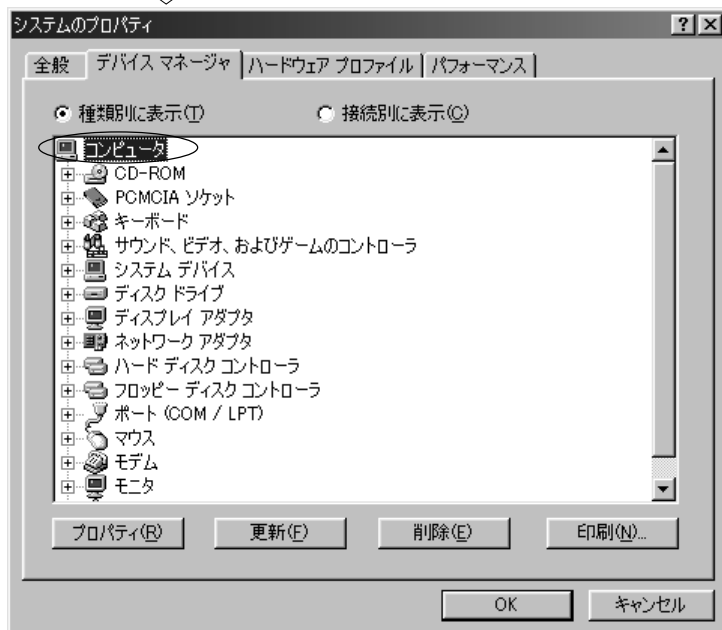 システムのプロパティ
全般 デバイス マネージャ ハードウェア プロファイル パフォーマンス
種類別に表示(T) 接続別に表示(C)
コンピュータ
CD-ROM
PCMCIA ソケット
キーボード
サウンド、ビデオ、およびゲームのコントローラ
システム デバイス
ディスク ドライブ
ディスプレイ アダプタ
ネットワーク アダプタ
ハード ディスク コントローラ
フロッピー ディスク コントローラ
ポート (COM / LPT)
マウス
モデム
モニタ
プロパティ(R) 更新(F) 削除(E) 印刷(N)...
OK キャンセル